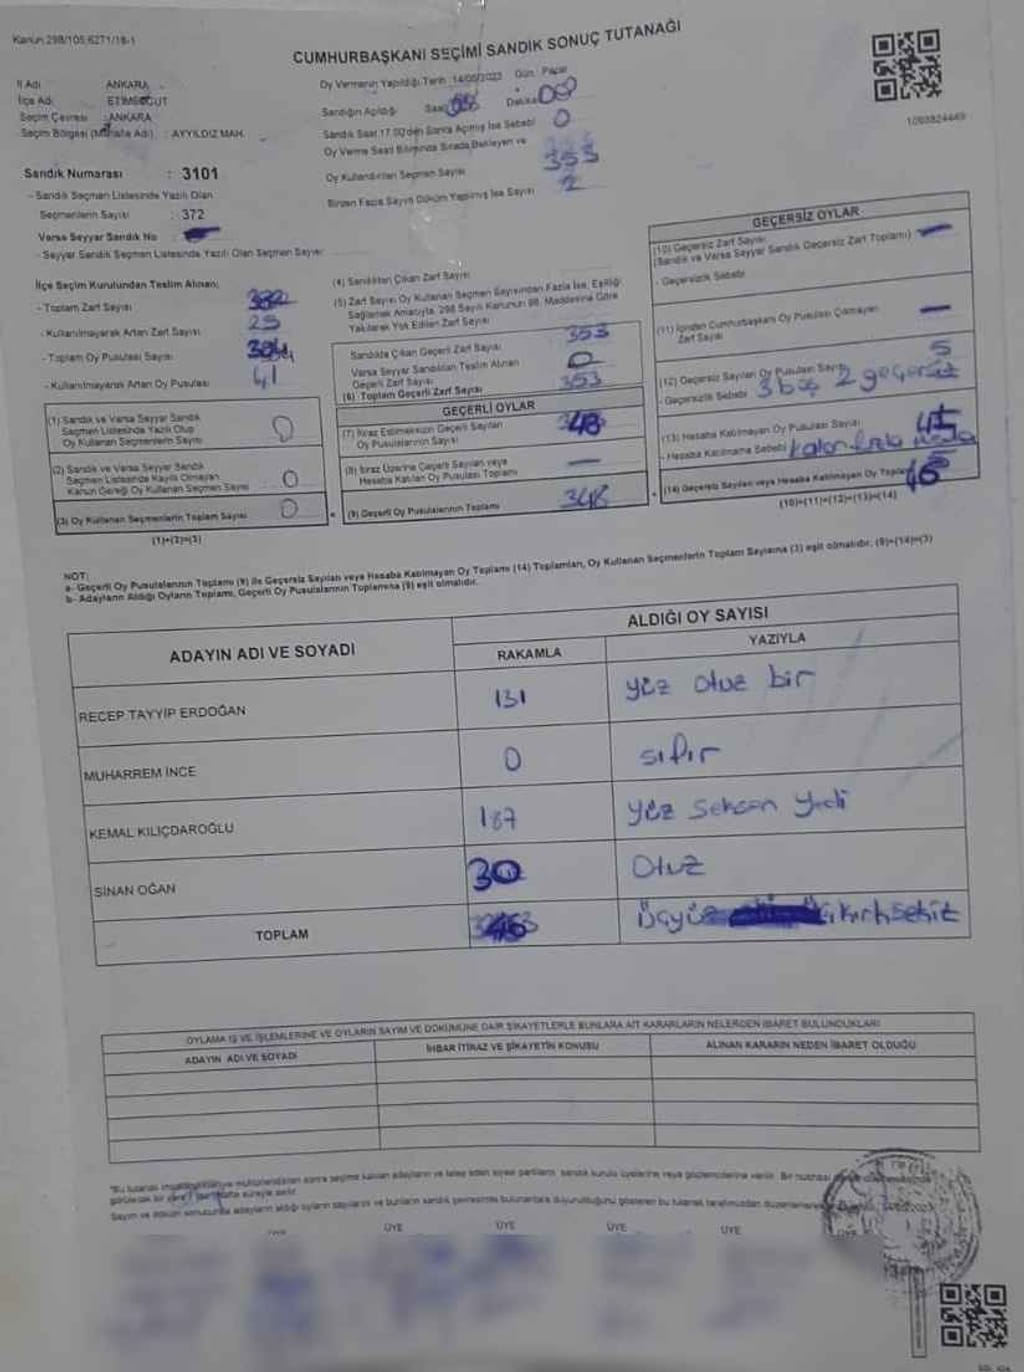 Kanun 298/105;6271/18-1
CUMHURBAŞKANI SEÇİMİ SANDIK SONUÇ TUTANAĞI
İl Adı ANKARA
İlçe Adı ETİMESGUT
Seçim Çevresi : ANKARA
Seçim Bölgesi (Mahalle Adı) : AYYILDIZ MAH.
Sandık Numarası : 3101
- Sandık Seçmen Listesinde Yazılı Olan
Seçmenlerin Sayısı : 372
Varsa Seyyar Sandık No :
- Seyyar Sandık Seçmen Listesinde Yazılı Olan Seçmen Sayısı:
Oy Vermenin Yapıldığı Tarih : 14/05/2023 Gün: Pazar
Sandığın Açıldığı Saat Dakika
Sandık Saat 17.00'den Sonra Açılmış İse Sebebi 0
Oy Verme Saati Bitiminde Sırada Bekleyen ve
Oy Kullandırılan Seçmen Sayısı 353
Birden Fazla Sayım Döküm Yapılmış İse Sayısı 2
1093824449
İlçe Seçim Kurulundan Teslim Alınan;
- Toplam Zarf Sayısı
- Kullanılmayarak Artan Zarf Sayısı
- Toplam Oy Pusulası Sayısı
- Kullanılmayarak Artan Oy Pusulası 41
(1) Sandık ve Varsa Seyyar Sandık
Seçmen Listesinde Yazılı Olup
Oy Kullanan Seçmenlerin Sayısı 0
(2) Sandık ve Varsa Seyyar Sandık
Seçmen Listesinde Kayıtlı Olmayan
Kanun Gereği Oy Kullanan Seçmen Sayısı 0
(3) Oy Kullanan Seçmenlerin Toplam Sayısı 0
(1)+(2)=(3)
(4) Sandıktan Çıkan Zarf Sayısı
(5) Zarf Sayısı Oy Kullanan Seçmen Sayısından Fazla İse, Eşitliği
Sağlamak Amacıyla, 298 Sayılı Kanunun 98. Maddesine Göre
Yakılarak Yok Edilen Zarf Sayısı
Sandıkta Çıkan Geçerli Zarf Sayısı 353
Varsa Seyyar Sandıktan Teslim Alınan
Geçerli Zarf Sayısı 0
(6) Toplam Geçerli Zarf Sayısı 353
GEÇERLİ OYLAR
(7) İtiraz Edilmeksizin Geçerli Sayılan
Oy Pusulalarının Sayısı 348
(8) İtiraz Üzerine Geçerli Sayılan veya
Hesaba Katılan Oy Pusulası Toplamı —
(9) Geçerli Oy Pusulalarının Toplamı 348
GEÇERSİZ OYLAR
(10) Geçersiz Zarf Sayısı
(Sandık ve Varsa Seyyar Sandık Geçersiz Zarf Toplamı) —
- Geçersizlik Sebebi
(11) İçinden Cumhurbaşkanı Oy Pusulası Çıkmayan
Zarf Sayısı —
(12) Geçersiz Sayılan Oy Pusulası Sayısı 5
- Geçersizlik Sebebi 3 boş 2 geçersiz
(13) Hesaba Katılmayan Oy Pusulası Sayısı
- Hesaba Katılmama Sebebi
(14) Geçersiz Sayılan veya Hesaba Katılmayan Oy Toplamı
(10)+(11)+(12)+(13)=(14)
NOT:
a- Geçerli Oy Pusulalarının Toplamı (9) ile Geçersiz Sayılan veya Hesaba Katılmayan Oy Toplamı (14) Toplamları, Oy Kullanan Seçmenlerin Toplam Sayısına (3) eşit olmalıdır. (9)+(14)=(3)
b- Adayların Aldığı Oyların Toplamı, Geçerli Oy Pusulalarının Toplamına (9) eşit olmalıdır.
ADAYIN ADI VE SOYADI
ALDIĞI OY SAYISI
RAKAMLA YAZIYLA
RECEP TAYYİP ERDOĞAN 131 yüz otuz bir
MUHARREM İNCE 0 sıfır
KEMAL KILIÇDAROĞLU 187 yüz seksen yedi
SİNAN OĞAN 30 Otuz
TOPLAM üçyüz kırksekiz
OYLAMA İŞ VE İŞLEMLERİNE VE OYLARIN SAYIM VE DÖKÜMÜNE DAİR ŞİKAYETLERLE BUNLARA AİT KARARLARIN NELERDEN İBARET BULUNDUKLARI
ADAYIN ADI VE SOYADI İHBAR İTİRAZ VE ŞİKAYETİN KONUSU ALINAN KARARIN NEDEN İBARET OLDUĞU
ÜYE ÜYE ÜYE ÜYE ÜYE